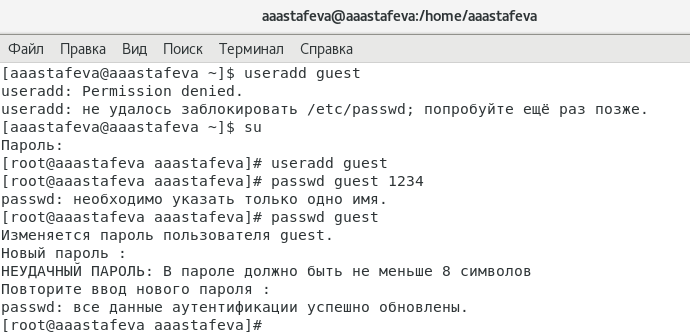 aaastafeva@aaastafeva:/home/aaastafeva
Файл Правка Вид Поиск Терминал Справка
[aaastafeva@aaastafeva ~]$ useradd guest
useradd: Permission denied.
useradd: не удалось заблокировать /etc/passwd; попробуйте ещё раз позже.
[aaastafeva@aaastafeva ~]$ su
Пароль:
[root@aaastafeva aaastafeva]# useradd guest
[root@aaastafeva aaastafeva]# passwd guest 1234
passwd: необходимо указать только одно имя.
[root@aaastafeva aaastafeva]# passwd guest
Изменяется пароль пользователя guest.
Новый пароль :
НЕУДАЧНЫЙ ПАРОЛЬ: В пароле должно быть не меньше 8 символов
Повторите ввод нового пароля :
passwd: все данные аутентификации успешно обновлены.
[root@aaastafeva aaastafeva]#